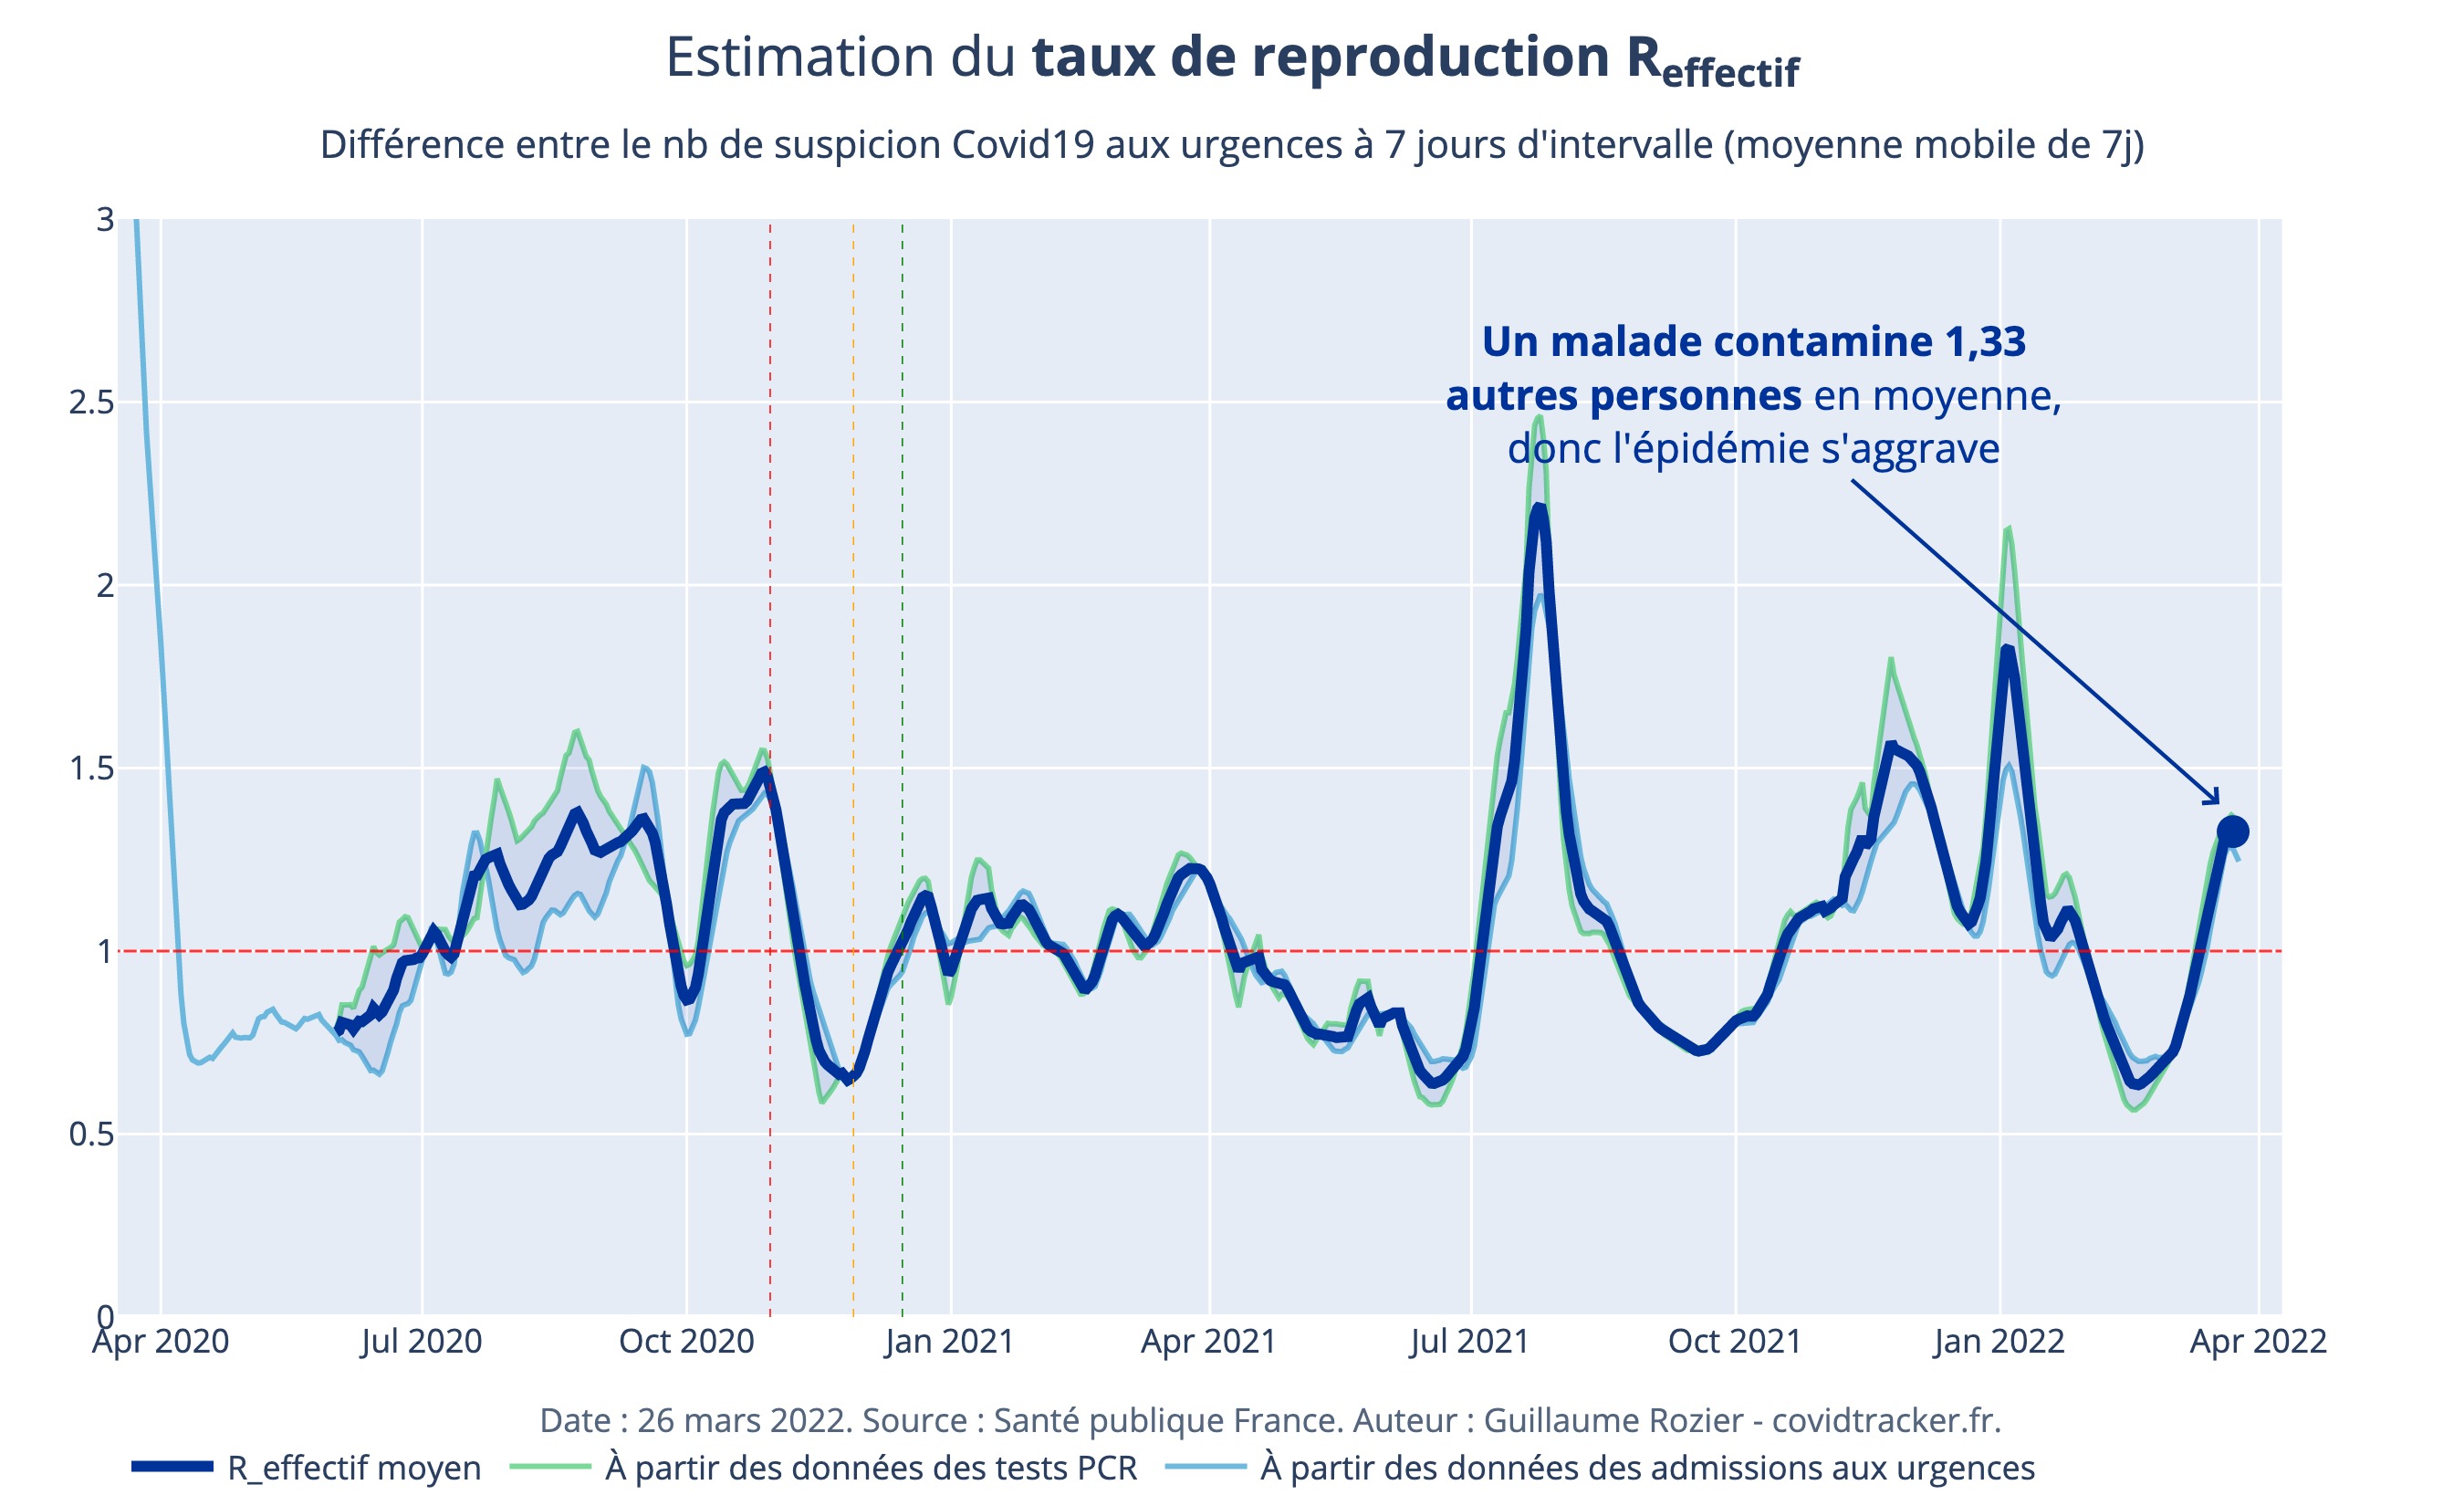 Estimation du taux de reproduction Reffectif
Différence entre le nb de suspicion Covid19 aux urgences à 7 jours d'intervalle (moyenne mobile de 7j)
3
2.5
2
1.5
1
0.5
0
Un malade contamine 1,33
autres personnes en moyenne,
donc l'épidémie s'aggrave
Apr 2020 Jul 2020 Oct 2020 Jan 2021 Apr 2021 Jul 2021 Oct 2021 Jan 2022 Apr 2022
Date : 26 mars 2022. Source : Santé publique France. Auteur : Guillaume Rozier - covidtracker.fr.
R_effectif moyen À partir des données des tests PCR À partir des données des admissions aux urgences